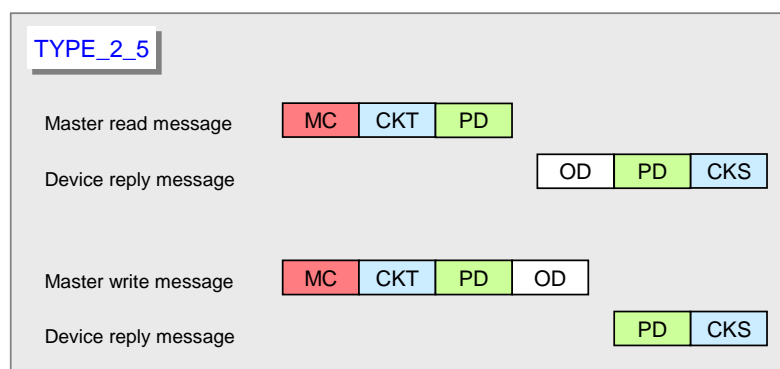 TYPE_2_5
Master read message MC CKT PD
Device reply message OD PD CKS
Master write message MC CKT PD OD
Device reply message PD CKS